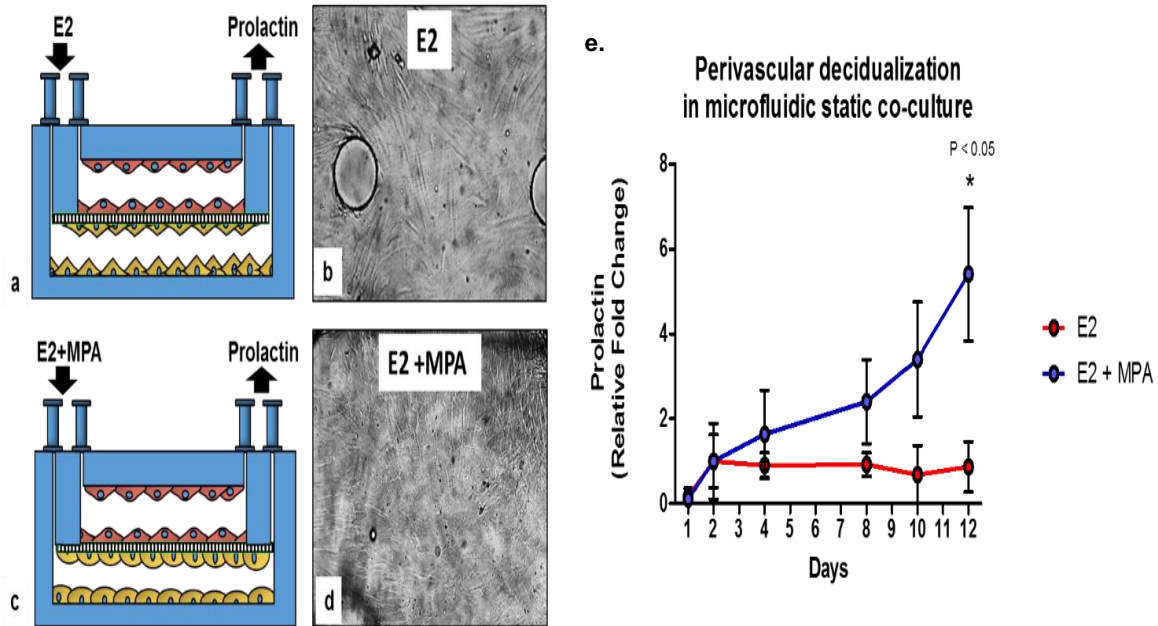 E2
Prolactin
a
E2
b
E2+MPA
Prolactin
c
E2 +MPA
d
e.
Perivascular decidualization
in microfluidic static co-culture
P < 0.05
*
Prolactin
(Relative Fold Change)
8
6
4
2
0
1 2 3 4 5 6 7 8 9 10 11 12
Days
E2
E2 + MPA